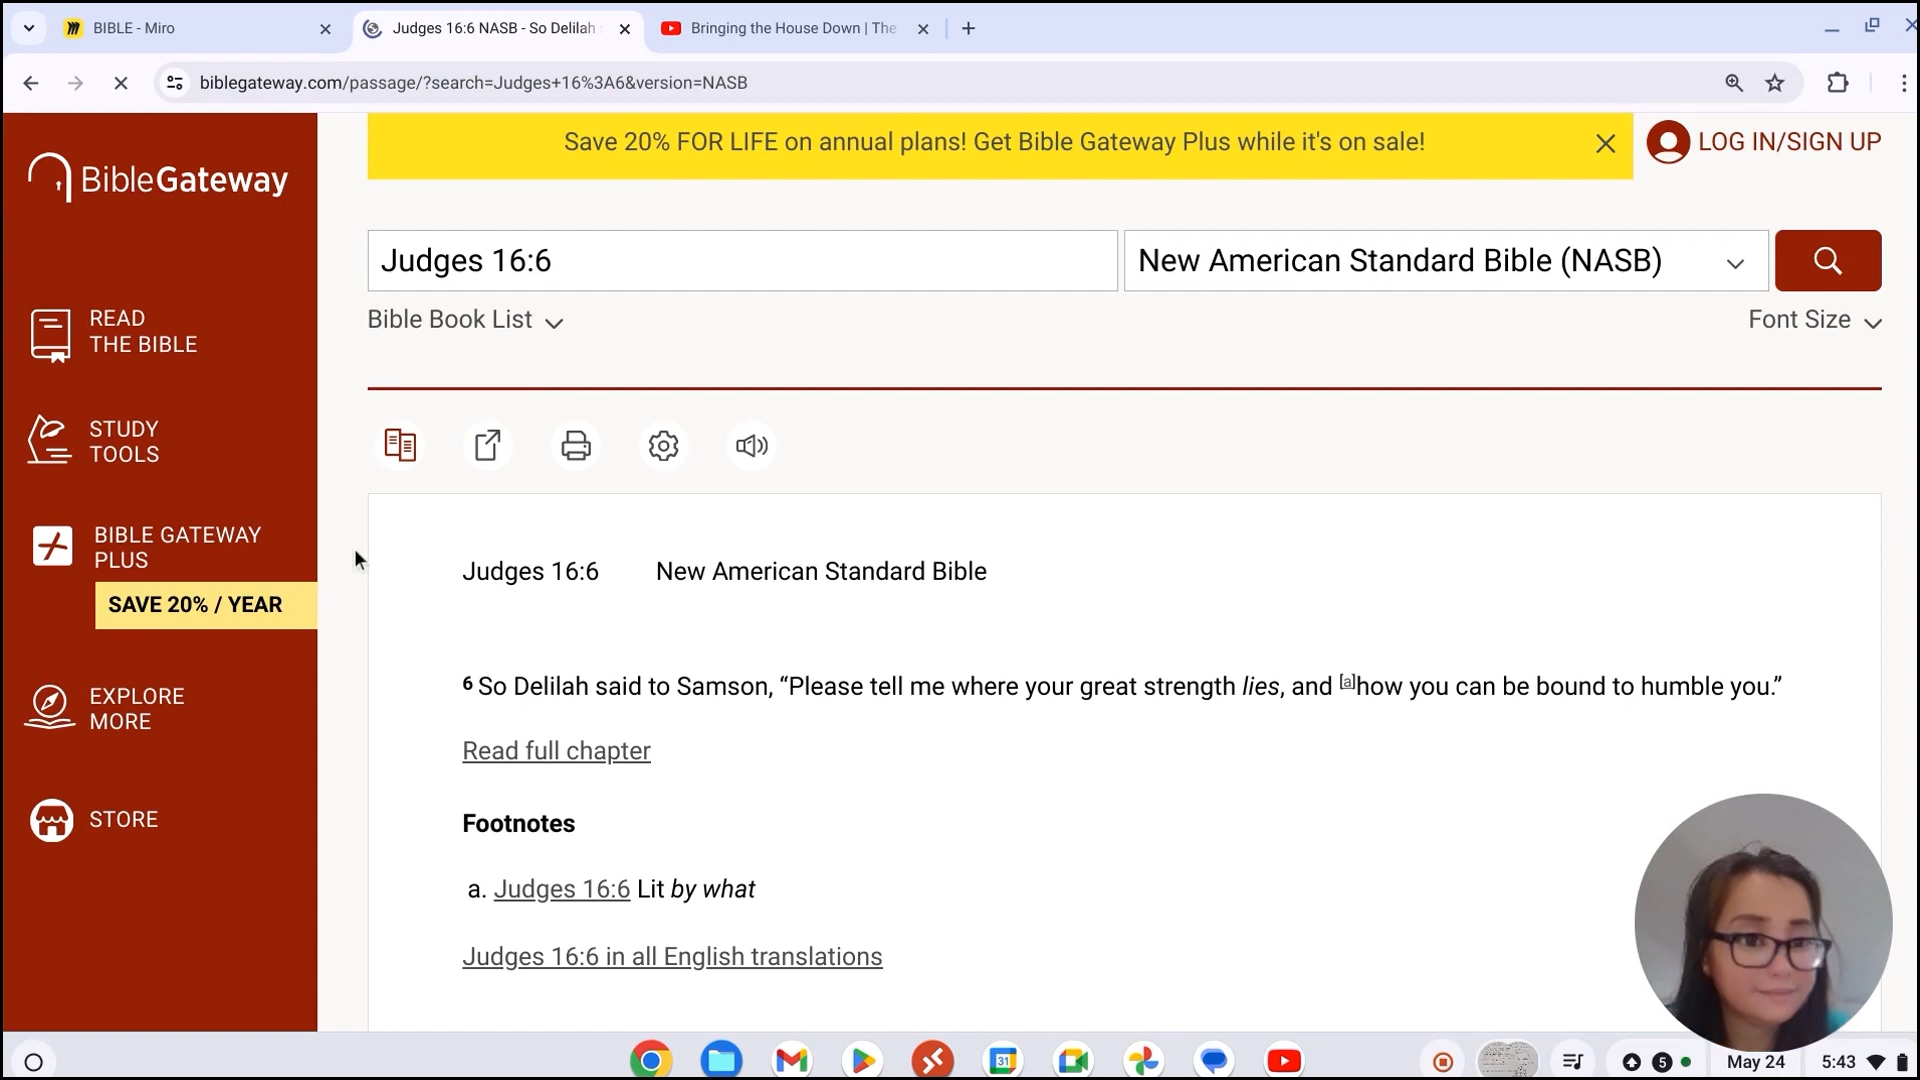 BIBLE - Miro
Judges 16:6 NASB - So Delilah
Bringing the House Down | The
biblegateway.com/passage/?search=Judges+16%3A6&version=NASB
BibleGateway
Save 20% FOR LIFE on annual plans! Get Bible Gateway Plus while it's on sale!
LOG IN/SIGN UP
Judges 16:6
New American Standard Bible (NASB)
Bible Book List
Font Size
READ
THE BIBLE
STUDY
TOOLS
BIBLE GATEWAY
PLUS
SAVE 20% / YEAR
EXPLORE
MORE
STORE
Judges 16:6 New American Standard Bible
6 So Delilah said to Samson, “Please tell me where your great strength lies, and [a]how you can be bound to humble you.”
Read full chapter
Footnotes
a. Judges 16:6 Lit by what
Judges 16:6 in all English translations
31
5
May 24
5:43